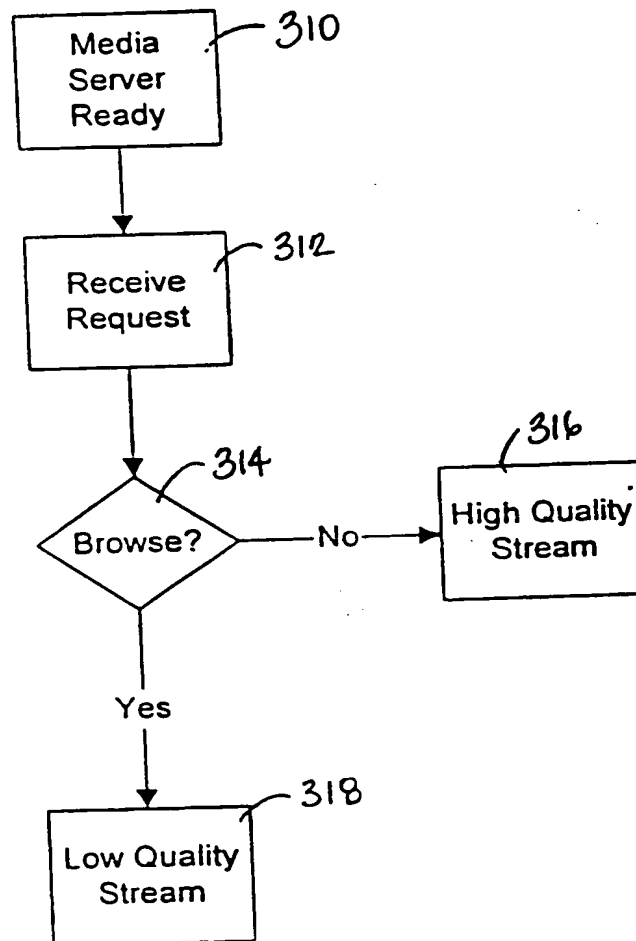 Media
Server
Ready
310
Receive
Request
312
Browse?
314
No
High Quality
Stream
316
Yes
Low Quality
Stream
318